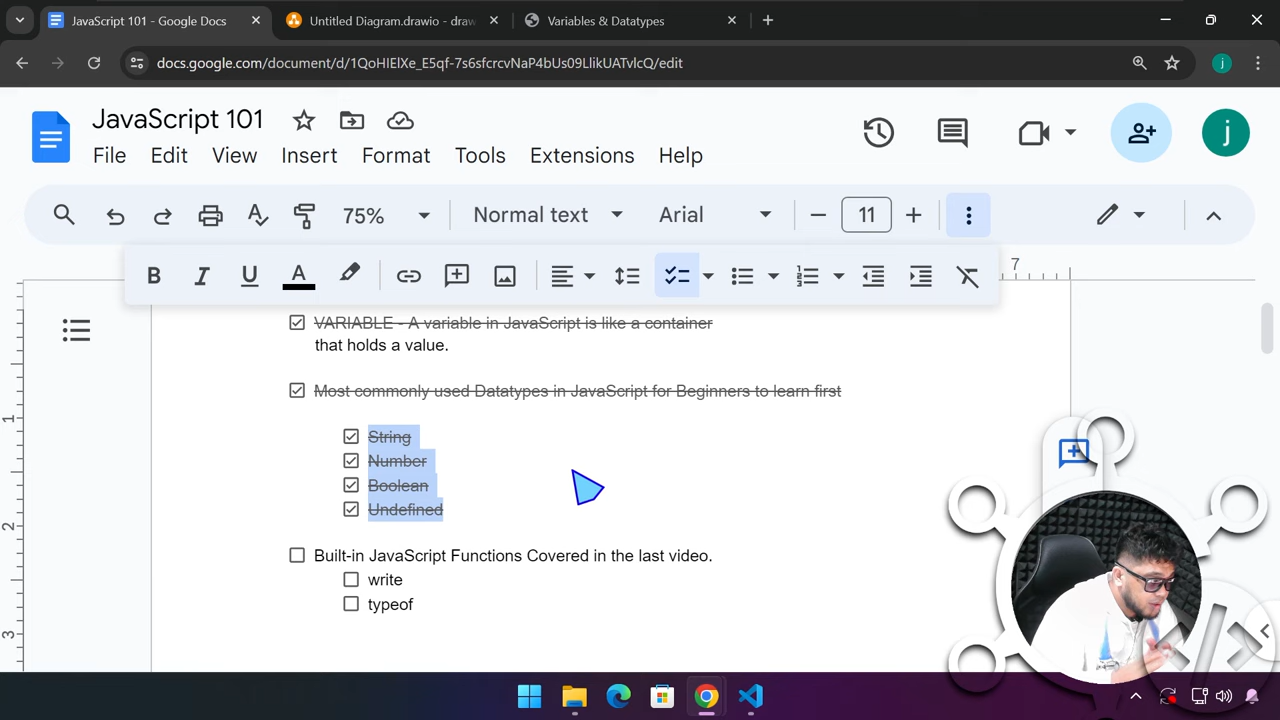 JavaScript 101 - Google Docs
Untitled Diagram.drawio - draw
Variables & Datatypes
docs.google.com/document/d/1QoHIElXe_E5qf-7s6sfcrcvNaP4bUs09LlikUATvlcQ/edit
j
JavaScript 101
File Edit View Insert Format Tools Extensions Help
j
75% Normal text Arial 11
B I U A
7
VARIABLE - A variable in JavaScript is like a container
that holds a value.
Most commonly used Datatypes in JavaScript for Beginners to learn first
1
String
Number
Boolean
Undefined
2
Built-in JavaScript Functions Covered in the last video.
write
typeof
3